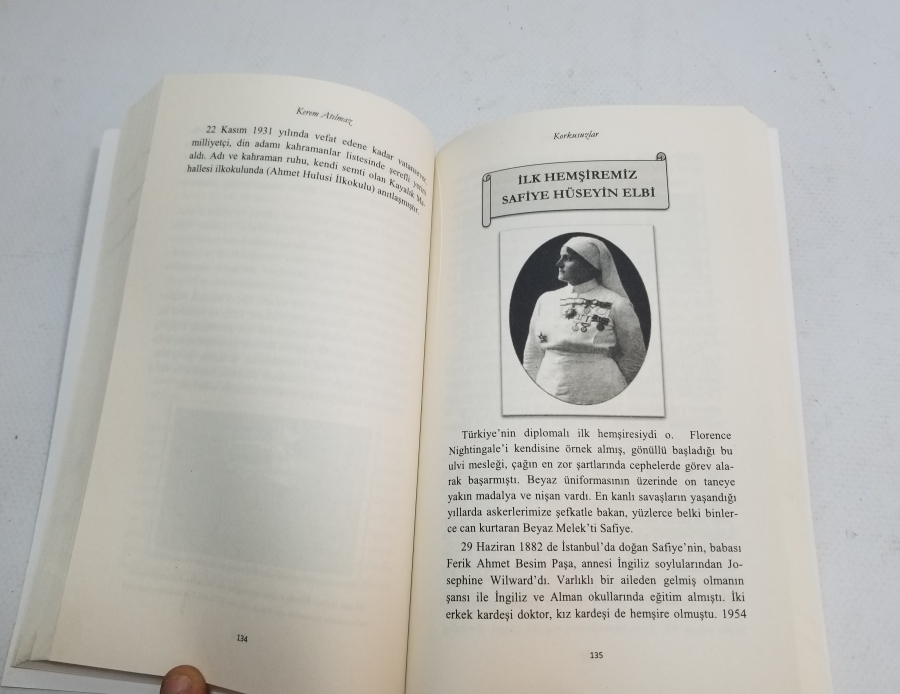 Kerem Atılmaz
22 Kasım 1931 yılında vefat edene kadar vatansever,
milliyetçi, din adamı kahramanlar listesinde şerefli yerini
aldı. Adı ve kahraman ruhu, kendi semti olan Kayalık Ma-
hallesi ilkokulunda (Ahmet Hulusi İlkokulu) anıtlaşmıştır.
134
Korkusuzlar
İLK HEMŞİREMİZ
SAFİYE HÜSEYİN ELBİ
Türkiye'nin diplomalı ilk hemşiresiydi o. Florence
Nightingale'i kendisine örnek almış, gönüllü başladığı bu
ulvi mesleği, çağın en zor şartlarında cephelerde görev ala-
rak başarmıştı. Beyaz üniformasının üzerinde on taneye
yakın madalya ve nişan vardı. En kanlı savaşların yaşandığı
yıllarda askerlerimize şefkatle bakan, yüzlerce belki binler-
ce can kurtaran Beyaz Melek'ti Safiye.
29 Haziran 1882 de İstanbul'da doğan Safiye'nin, babası
Ferik Ahmet Besim Paşa, annesi İngiliz soylularından Jo-
sephine Wilward'dı. Varlıklı bir aileden gelmiş olmanın
şansı ile İngiliz ve Alman okullarında eğitim almıştı. İki
erkek kardeşi doktor, kız kardeşi de hemşire olmuştu. 1954
135